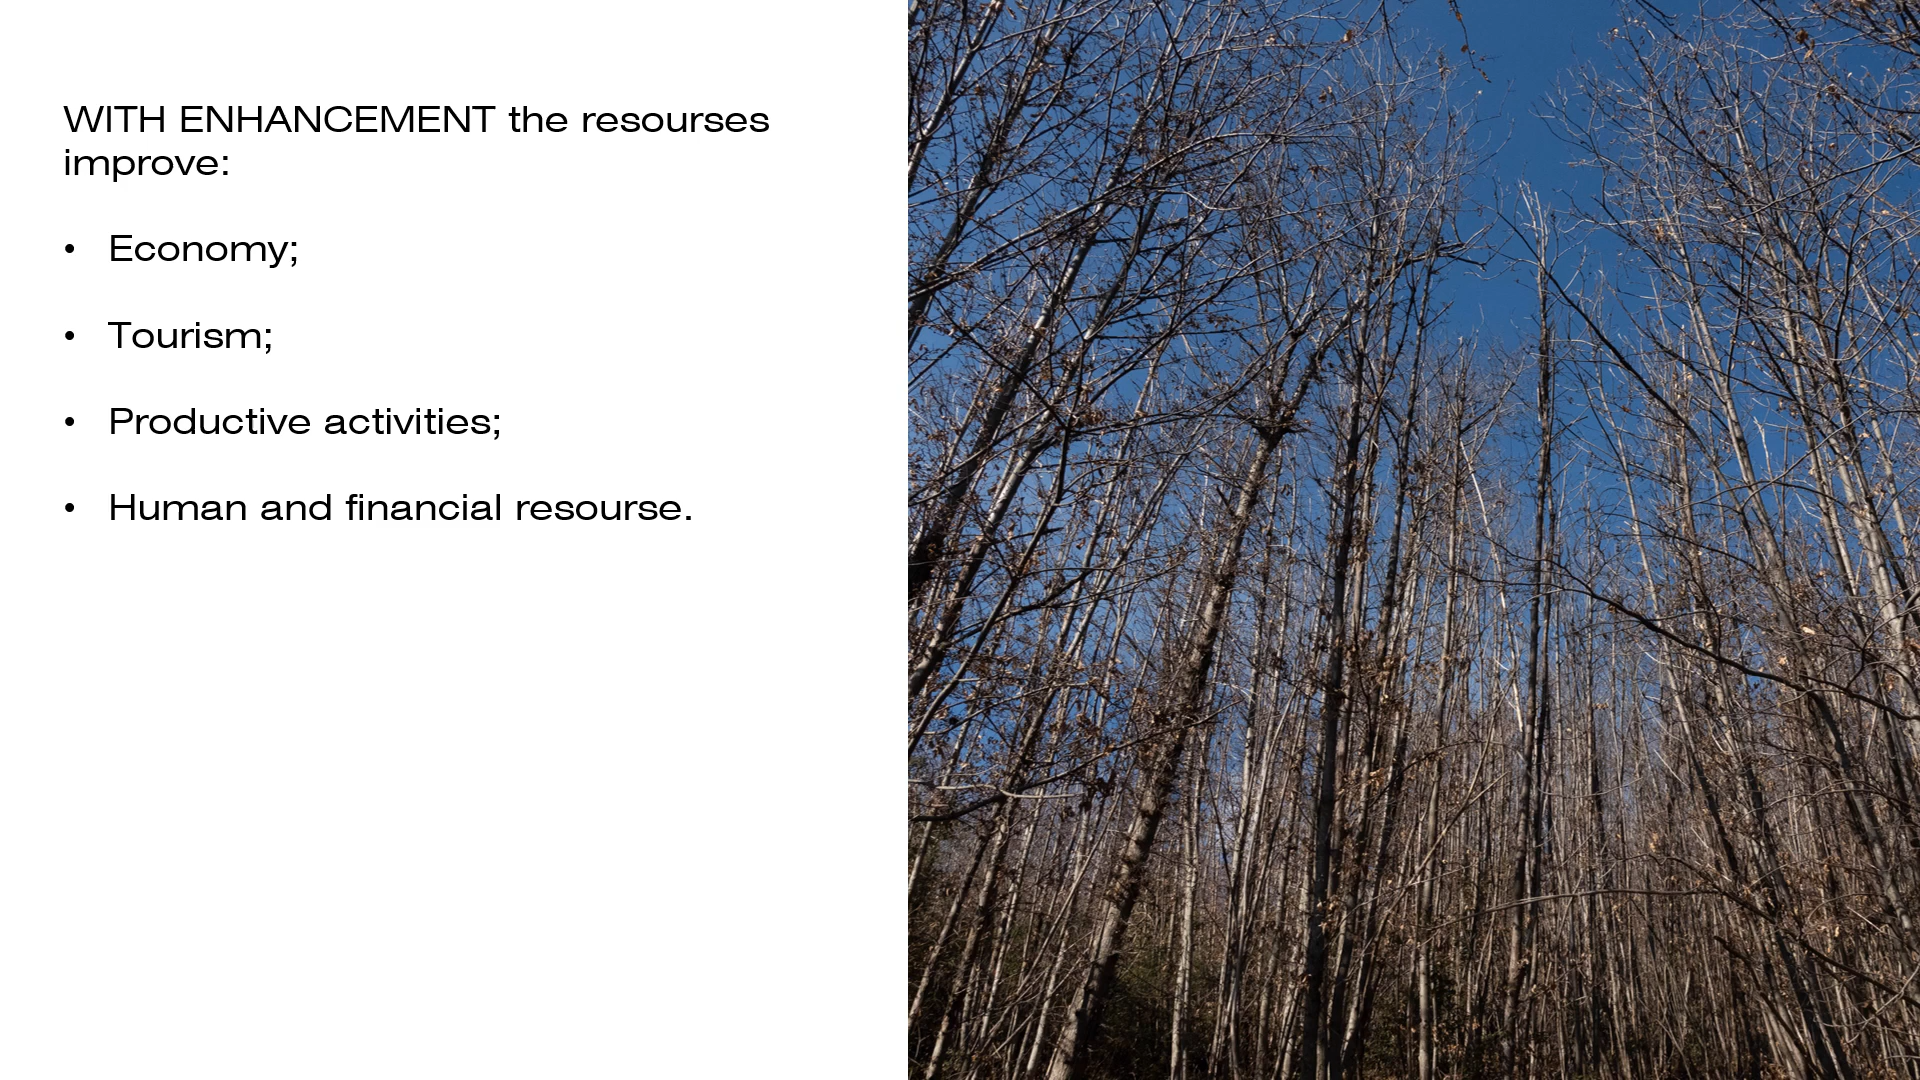 WITH ENHANCEMENT the resourses
improve:
• Economy;
• Tourism;
• Productive activities;
• Human and financial resourse.